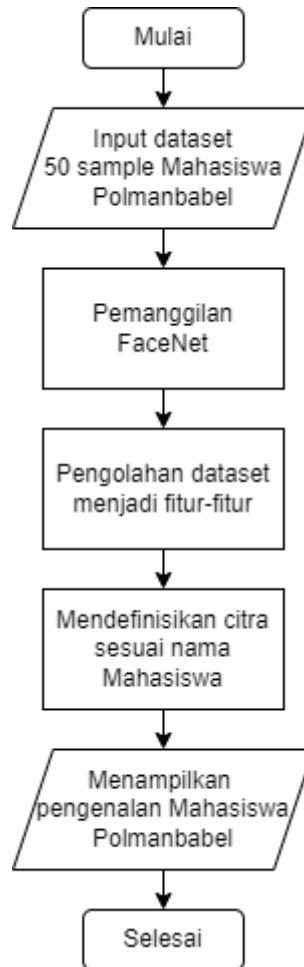 Mulai
Input dataset
50 sample Mahasiswa
Polmanbabel
Pemanggilan
FaceNet
Pengolahan dataset
menjadi fitur-fitur
Mendefinisikan citra
sesuai nama
Mahasiswa
Menampilkan
pengenalan Mahasiswa
Polmanbabel
Selesai